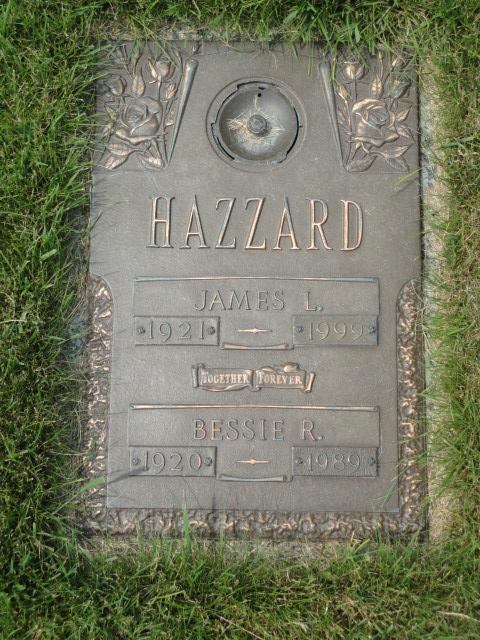 HAZZARD
JAMES L.
1921 1999
TOGETHER FOREVER
BESSIE R.
1920 1989